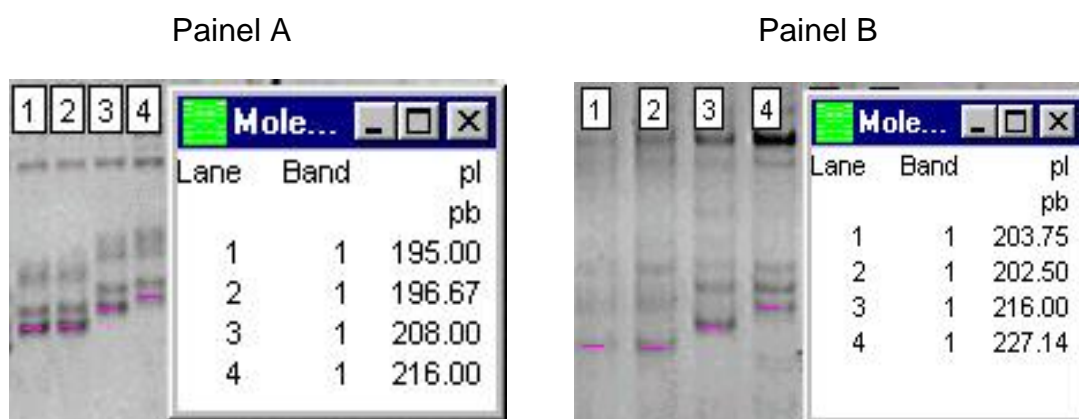 Painel A
Painel B
1 2 3 4
Mole...
Lane Band pl
pb
1 1 195.00
2 1 196.67
3 1 208.00
4 1 216.00
1 2 3 4
Mole...
Lane Band pl
pb
1 1 203.75
2 1 202.50
3 1 216.00
4 1 227.14